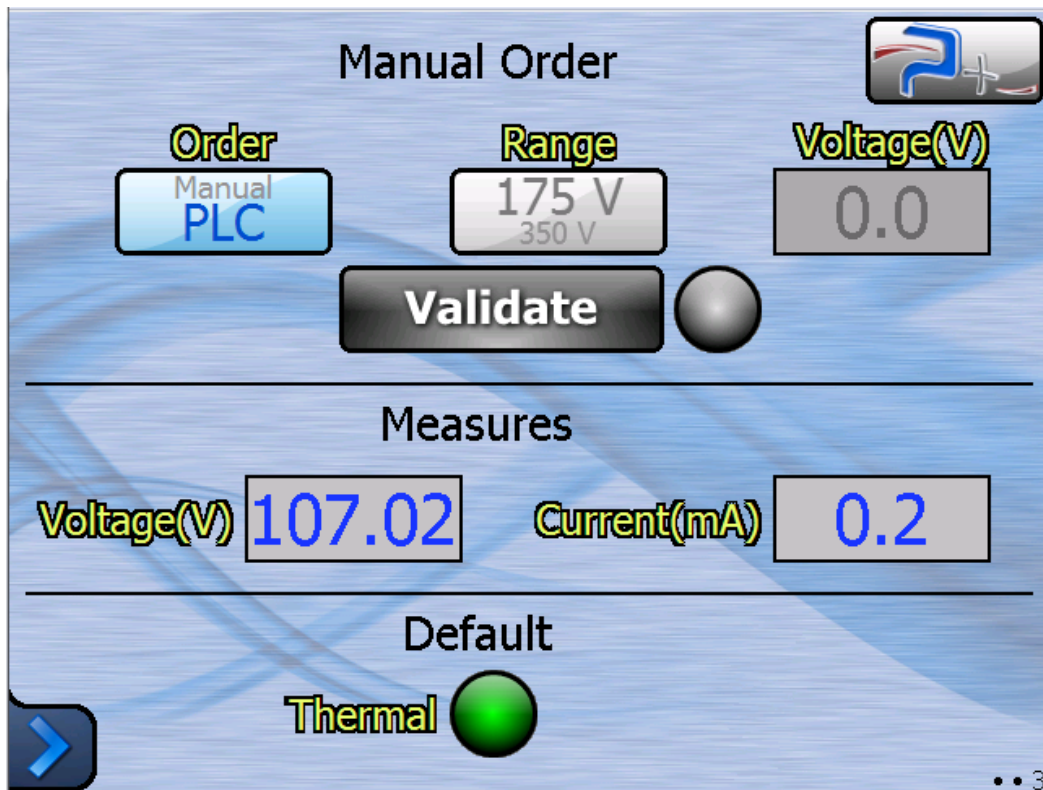 Manual Order
Order
Range
Voltage(V)
Manual
PLC
175 V
350 V
0.0
Validate
Measures
Voltage(V) 107.02 Current(mA) 0.2
Default
Thermal
• • 3